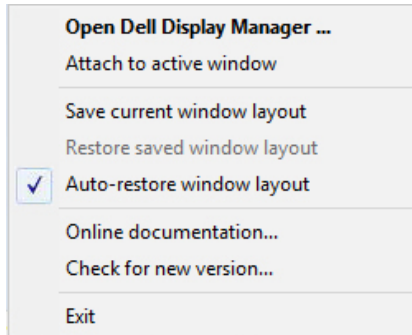 Open Dell Display Manager ...
Attach to active window
Save current window layout
Restore saved window layout
Auto-restore window layout
Online documentation...
Check for new version...
Exit